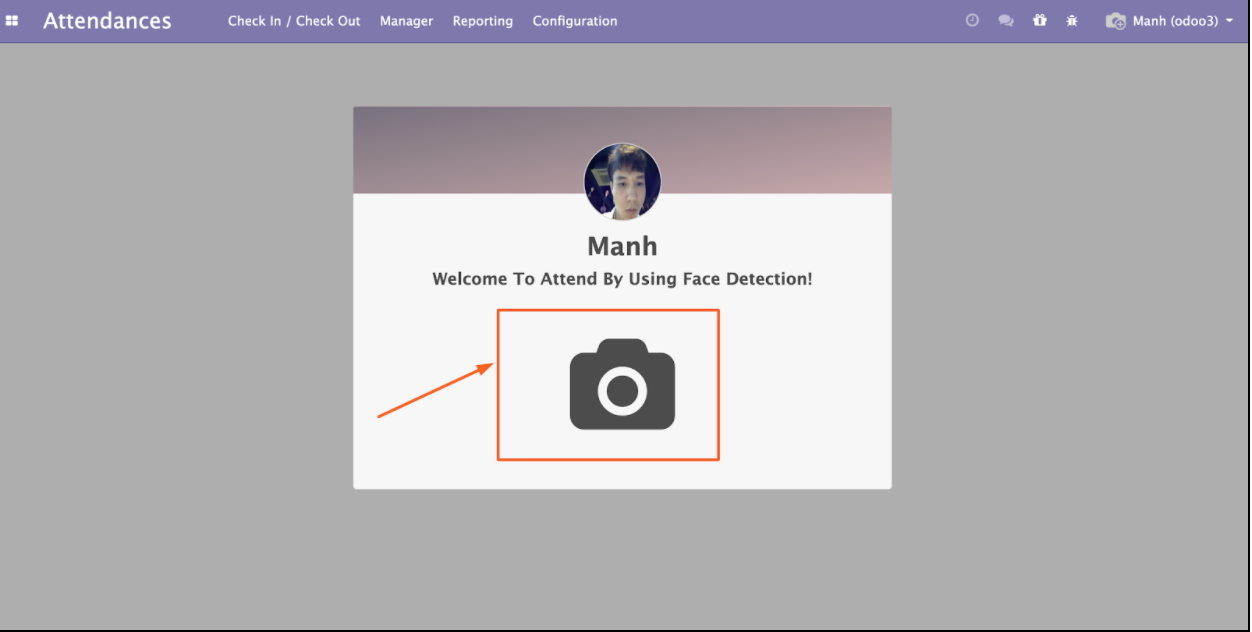 Attendances Check In / Check Out Manager Reporting Configuration Manh (odoo3)
Manh
Welcome To Attend By Using Face Detection!